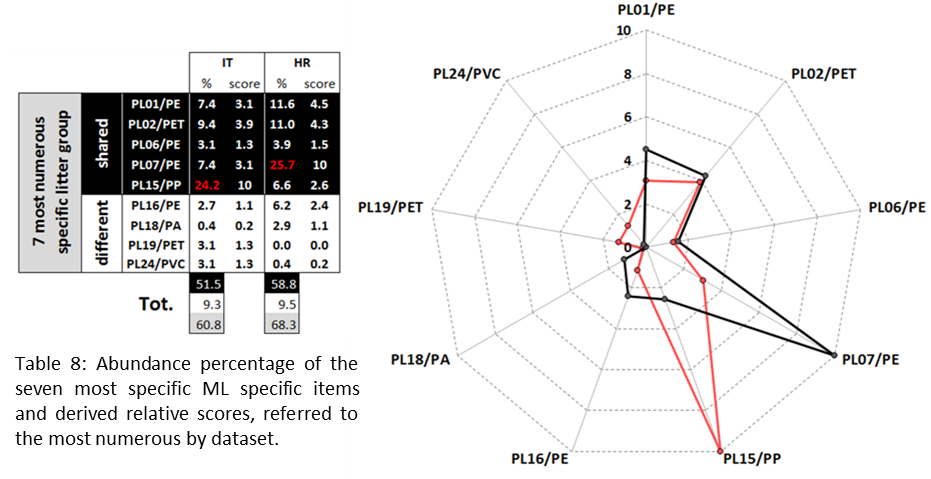 IT HR
% score % score
7 most numerous
specific litter group
shared
PL01/PE 7.4 3.1 11.6 4.5
PL02/PET 9.4 3.9 11.0 4.3
PL06/PE 3.1 1.3 3.9 1.5
PL07/PE 7.4 3.1 25.7 10
PL15/PP 24.2 10 6.6 2.6
different
PL16/PE 2.7 1.1 6.2 2.4
PL18/PA 0.4 0.2 2.9 1.1
PL19/PET 3.1 1.3 0.0 0.0
PL24/PVC 3.1 1.3 0.4 0.2
51.5 58.8
Tot. 9.3 9.5
60.8 68.3
Table 8: Abundance percentage of the
seven most specific ML specific items
and derived relative scores, referred to
the most numerous by dataset.
PL01/PE
PL02/PET
PL06/PE
PL07/PE
PL15/PP
PL16/PE
PL18/PA
PL19/PET
PL24/PVC
10
8
6
4
2
0